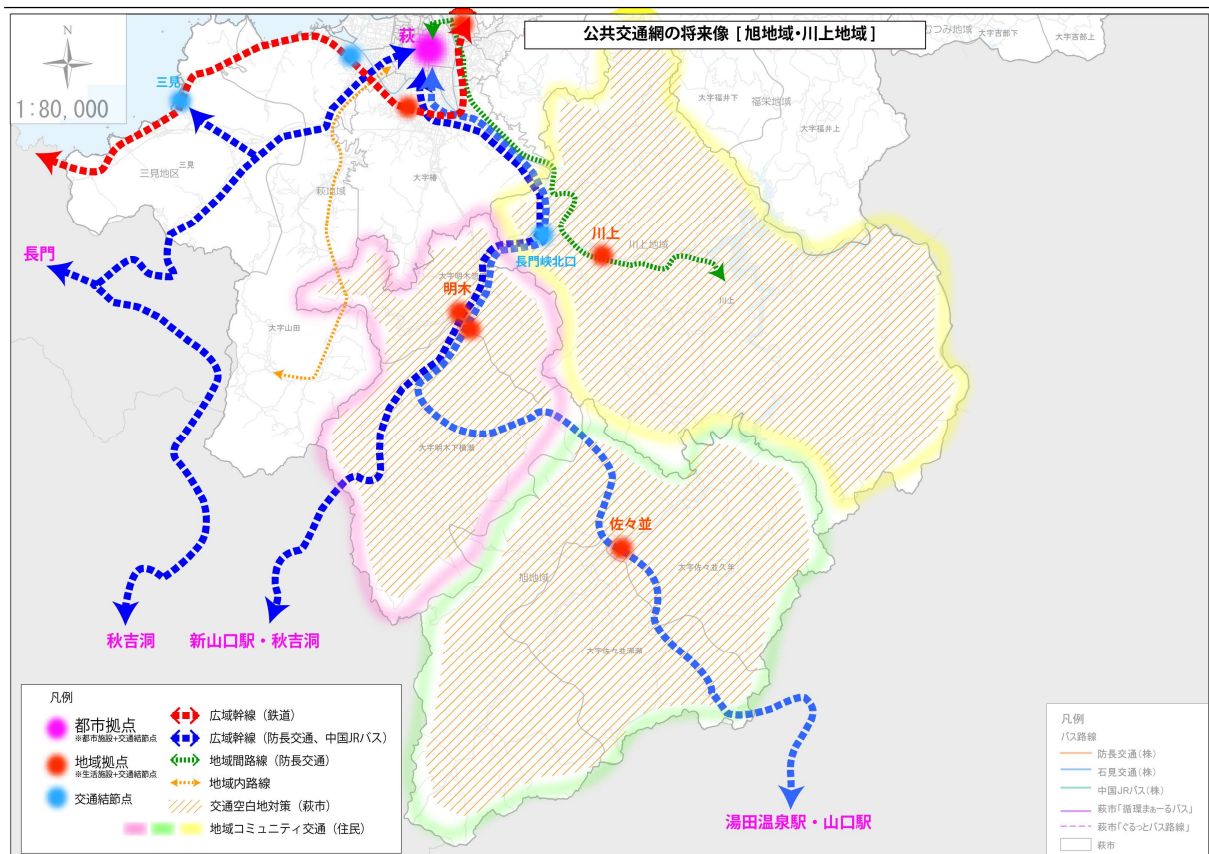 公共交通網の将来像 [ 旭地域・川上地域 ]
N
1:80,000
萩
むつみ地域
大字吉部下
大字吉部上
三見
福栄地域
大字福井下
大字福井上
三見
三見地区
大字椿
萩地域
長門
長門峡北口
川上
川上地域
川上
明木
大字山田
大字明木下横瀬
佐々並
旭地域
大字佐々並久年
秋吉洞
新山口駅・秋吉洞
湯田温泉駅・山口駅
凡例
都市拠点
※都市施設+交通結節点
地域拠点
※生活施設+交通結節点
交通結節点
広域幹線（鉄道）
広域幹線（防長交通、中国JRバス）
地域間路線（防長交通）
地域内路線
交通空白地対策（萩市）
地域コミュニティ交通（住民）
凡例
バス路線
防長交通(株)
石見交通(株)
中国JRバス(株)
萩市「循環まぁーるバス」
萩市「ぐるっとバス路線」
萩市